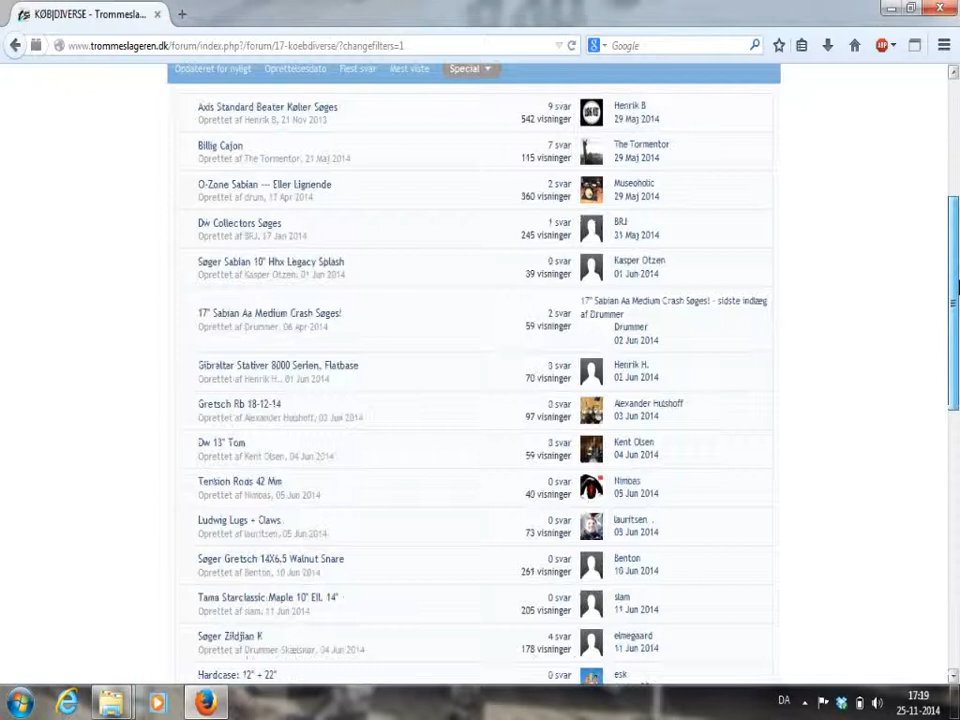 KØB|DIVERSE - Trommesla...
www.trommeslageren.dk/forum/index.php?/forum/17-koebdiverse/?changefilters=1
Google
Opdateret for nyligt Oprettelsesdato Flest svar Mest viste Special
Axis Standard Beater Køller Søges 9 svar Henrik B
Oprettet af Henrik B, 21 Nov 2013 542 visninger 29 Maj 2014
Billig Cajon 7 svar The Tormentor
Oprettet af The Tormentor, 21 Maj 2014 115 visninger 29 Maj 2014
O-Zone Sabian --- Eller Lignende 2 svar Museoholic
Oprettet af drum, 17 Apr 2014 360 visninger 29 Maj 2014
Dw Collectors Søges 1 svar BRJ
Oprettet af BRJ, 17 Jan 2014 245 visninger 31 Maj 2014
Søger Sabian 10" Hhx Legacy Splash 0 svar Kasper Otzen
Oprettet af Kasper Otzen, 01 Jun 2014 39 visninger 01 Jun 2014
17" Sabian Aa Medium Crash Søges! - sidste indlæg
17" Sabian Aa Medium Crash Søges! 2 svar af Drummer
Oprettet af Drummer, 06 Apr 2014 59 visninger Drummer
02 Jun 2014
Gibraltar Stativer 8000 Serien, Flatbase 3 svar Henrik H.
Oprettet af Henrik H., 01 Jun 2014 70 visninger 02 Jun 2014
Gretsch Rb 18-12-14 svar Alexander Hulshoff
Oprettet af Alexander Hulshoff, 03 Jun 2014 97 visninger 03 Jun 2014
Dw 13" Tom svar Kent Olsen
Oprettet af Kent Olsen, 04 Jun 2014 59 visninger 04 Jun 2014
Tension Rods 42 Mm 0 svar Nimbas
Oprettet af Nimbas, 05 Jun 2014 40 visninger 05 Jun 2014
Ludwig Lugs + Claws. 0 svar lauritsen .
Oprettet af lauritsen, 05 Jun 2014 73 visninger 05 Jun 2014
Søger Gretsch 14X6.5 Walnut Snare 0 svar Benton
Oprettet af Benton, 10 Jun 2014 261 visninger 10 Jun 2014
Tama Starclassic Maple 10" Ell. 14" 0 svar slam
Oprettet af slam, 11 Jun 2014 205 visninger 11 Jun 2014
Søger Zildjian K 4 svar elmegaard
Oprettet af Drummer-Skælsnør, 04 Jun 2014 178 visninger 11 Jun 2014
Hardcase: 12" + 22" 0 svar esk
DA 17:19
25-11-2014